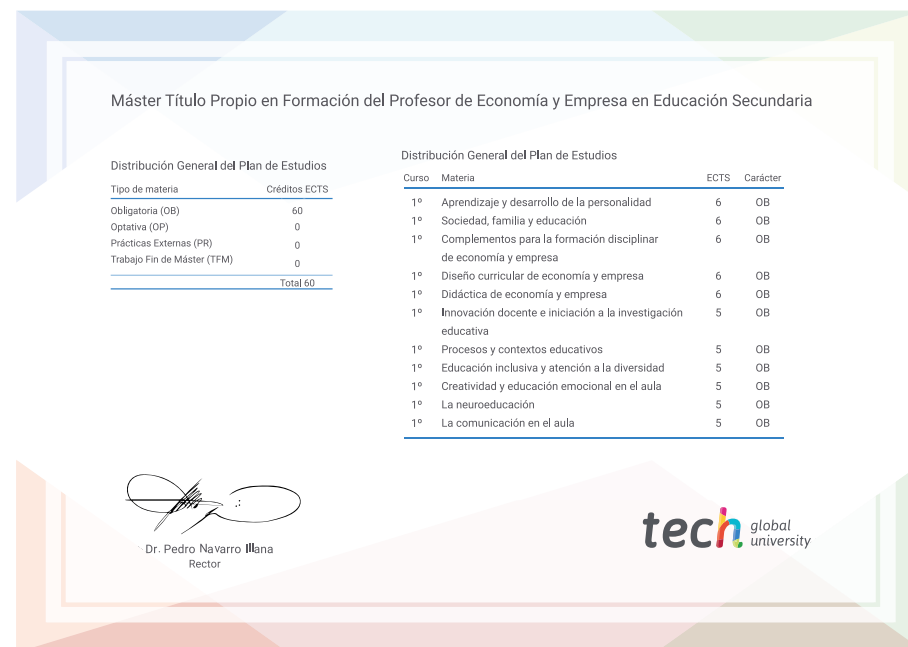 Máster Título Propio en Formación del Profesor de Economía y Empresa en Educación Secundaria
Distribución General del Plan de Estudios
Tipo de materia Créditos ECTS
Obligatoria (OB) 60
Optativa (OP) 0
Prácticas Externas (PR) 0
Trabajo Fin de Máster (TFM) 0
Total 60
Distribución General del Plan de Estudios
Curso Materia ECTS Carácter
1º Aprendizaje y desarrollo de la personalidad 6 OB
1º Sociedad, familia y educación 6 OB
1º Complementos para la formación disciplinar 6 OB
de economía y empresa
1º Diseño curricular de economía y empresa 6 OB
1º Didáctica de economía y empresa 6 OB
1º Innovación docente e iniciación a la investigación 5 OB
educativa
1º Procesos y contextos educativos 5 OB
1º Educación inclusiva y atención a la diversidad 5 OB
1º Creatividad y educación emocional en el aula 5 OB
1º La neuroeducación 5 OB
1º La comunicación en el aula 5 OB
Dr. Pedro Navarro Illana
Rector
tech global
university